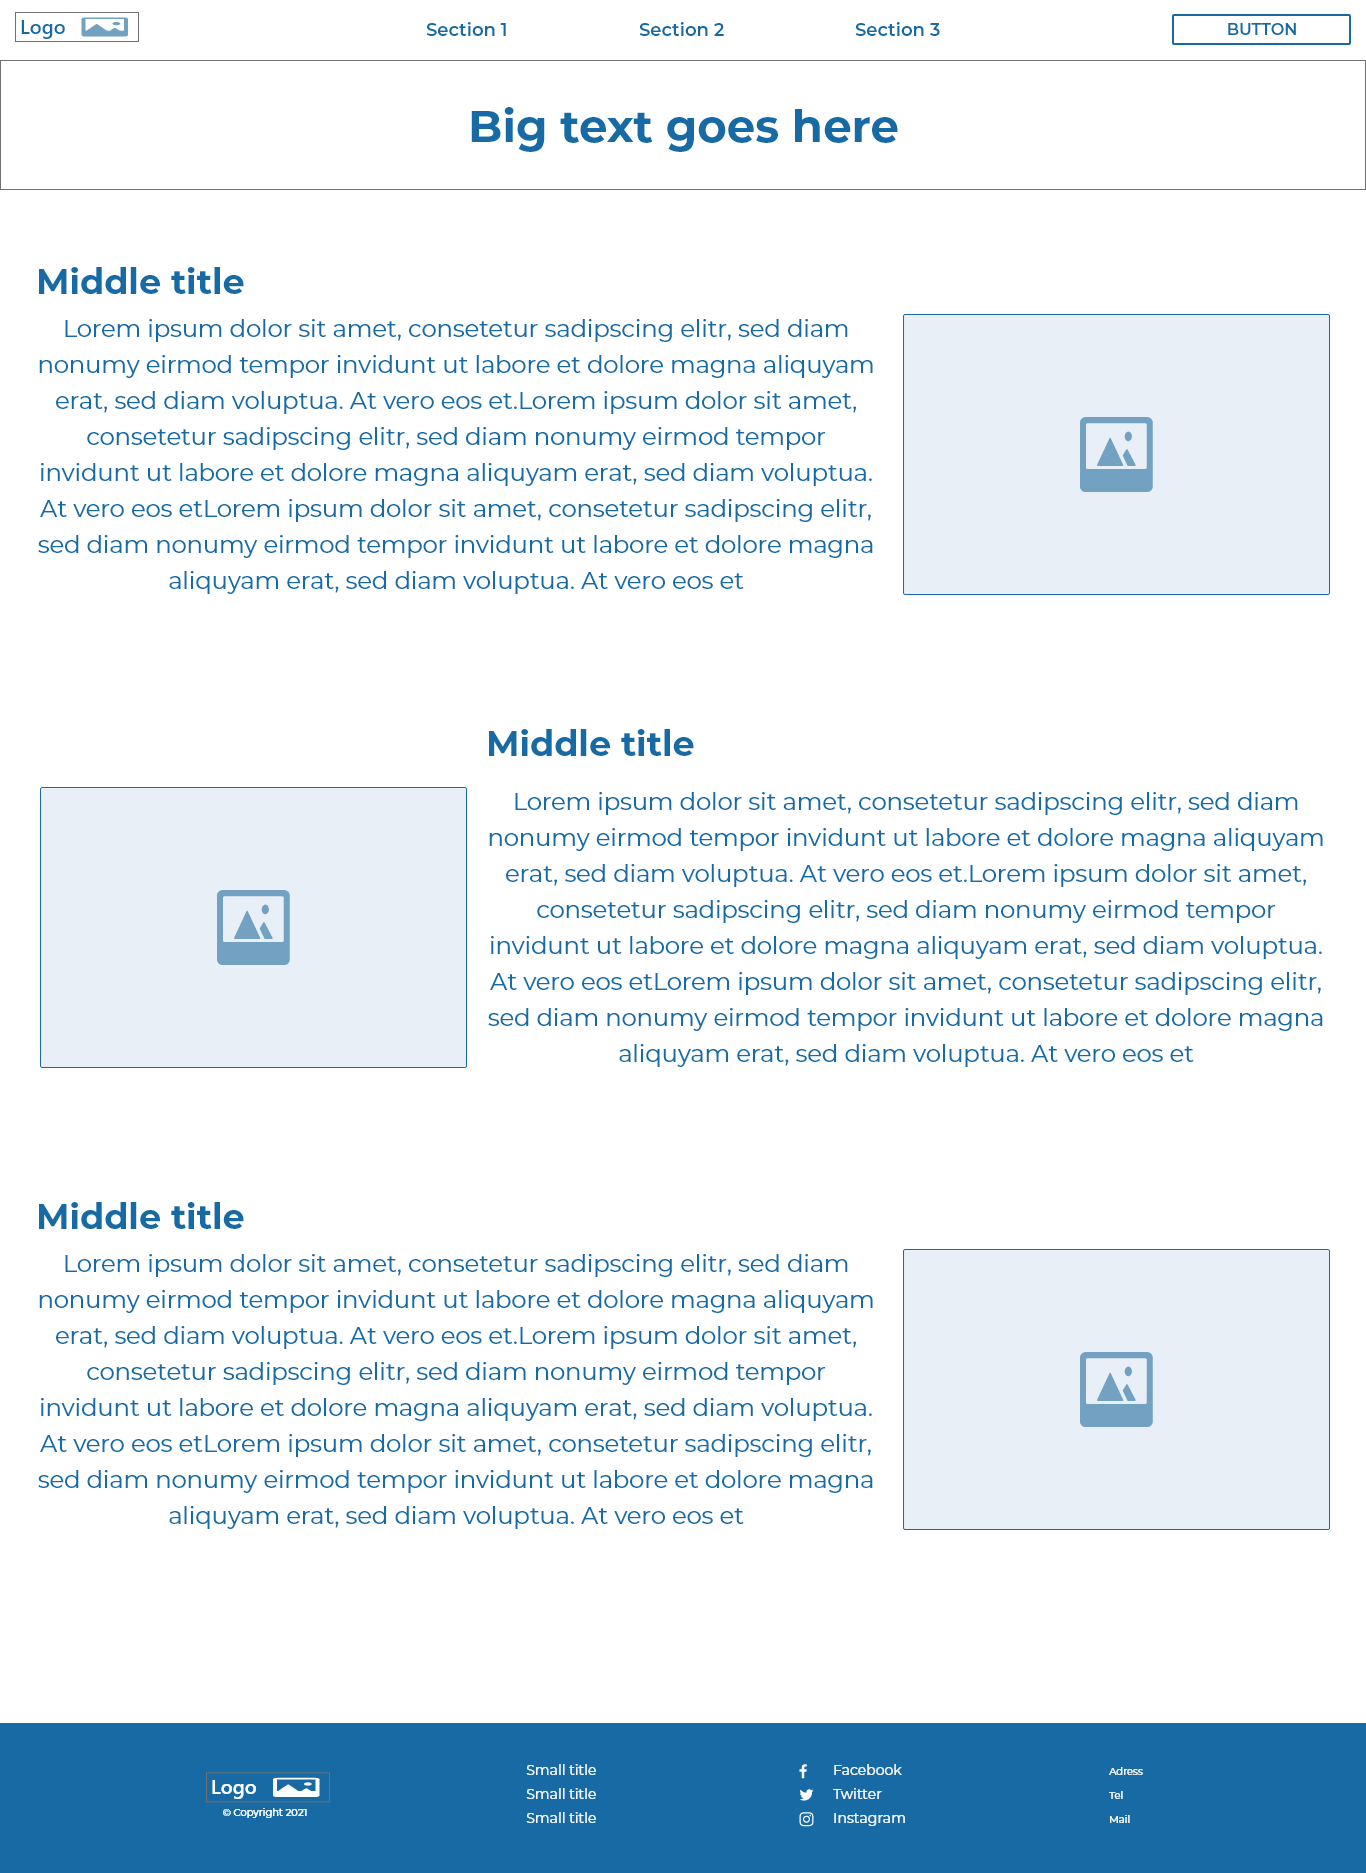 Logo
Section 1
Section 2
Section 3
BUTTON
Big text goes here
Middle title
Lorem ipsum dolor sit amet, consetetur sadipscing elitr, sed diam
nonumy eirmod tempor invidunt ut labore et dolore magna aliquyam
erat, sed diam voluptua. At vero eos et.Lorem ipsum dolor sit amet,
consetetur sadipscing elitr, sed diam nonumy eirmod tempor
invidunt ut labore et dolore magna aliquyam erat, sed diam voluptua.
At vero eos etLorem ipsum dolor sit amet, consetetur sadipscing elitr,
sed diam nonumy eirmod tempor invidunt ut labore et dolore magna
aliquyam erat, sed diam voluptua. At vero eos et
Middle title
Lorem ipsum dolor sit amet, consetetur sadipscing elitr, sed diam
nonumy eirmod tempor invidunt ut labore et dolore magna aliquyam
erat, sed diam voluptua. At vero eos et.Lorem ipsum dolor sit amet,
consetetur sadipscing elitr, sed diam nonumy eirmod tempor
invidunt ut labore et dolore magna aliquyam erat, sed diam voluptua.
At vero eos etLorem ipsum dolor sit amet, consetetur sadipscing elitr,
sed diam nonumy eirmod tempor invidunt ut labore et dolore magna
aliquyam erat, sed diam voluptua. At vero eos et
Middle title
Lorem ipsum dolor sit amet, consetetur sadipscing elitr, sed diam
nonumy eirmod tempor invidunt ut labore et dolore magna aliquyam
erat, sed diam voluptua. At vero eos et.Lorem ipsum dolor sit amet,
consetetur sadipscing elitr, sed diam nonumy eirmod tempor
invidunt ut labore et dolore magna aliquyam erat, sed diam voluptua.
At vero eos etLorem ipsum dolor sit amet, consetetur sadipscing elitr,
sed diam nonumy eirmod tempor invidunt ut labore et dolore magna
aliquyam erat, sed diam voluptua. At vero eos et
Logo
© Copyright 2021
Small title
Small title
Small title
Facebook
Twitter
Instagram
Adress
Tel
Mail